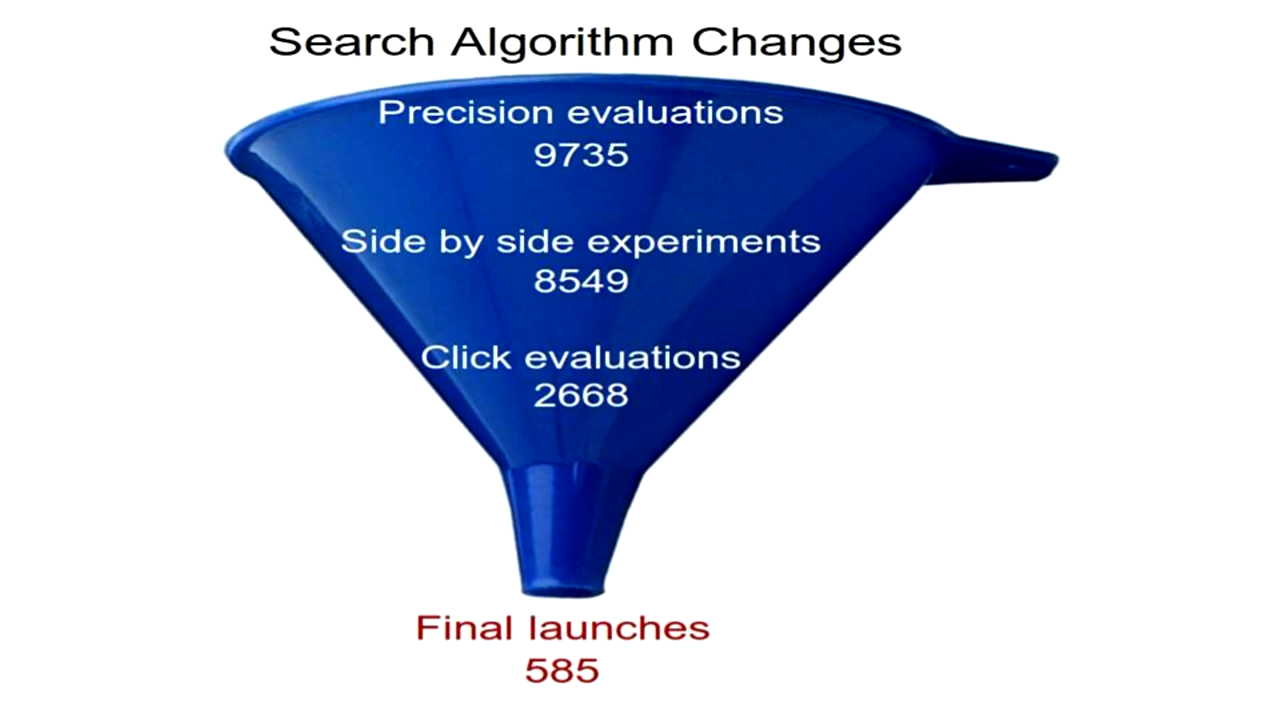 Search Algorithm Changes
Precision evaluations
9735
Side by side experiments
8549
Click evaluations
2668
Final launches
585